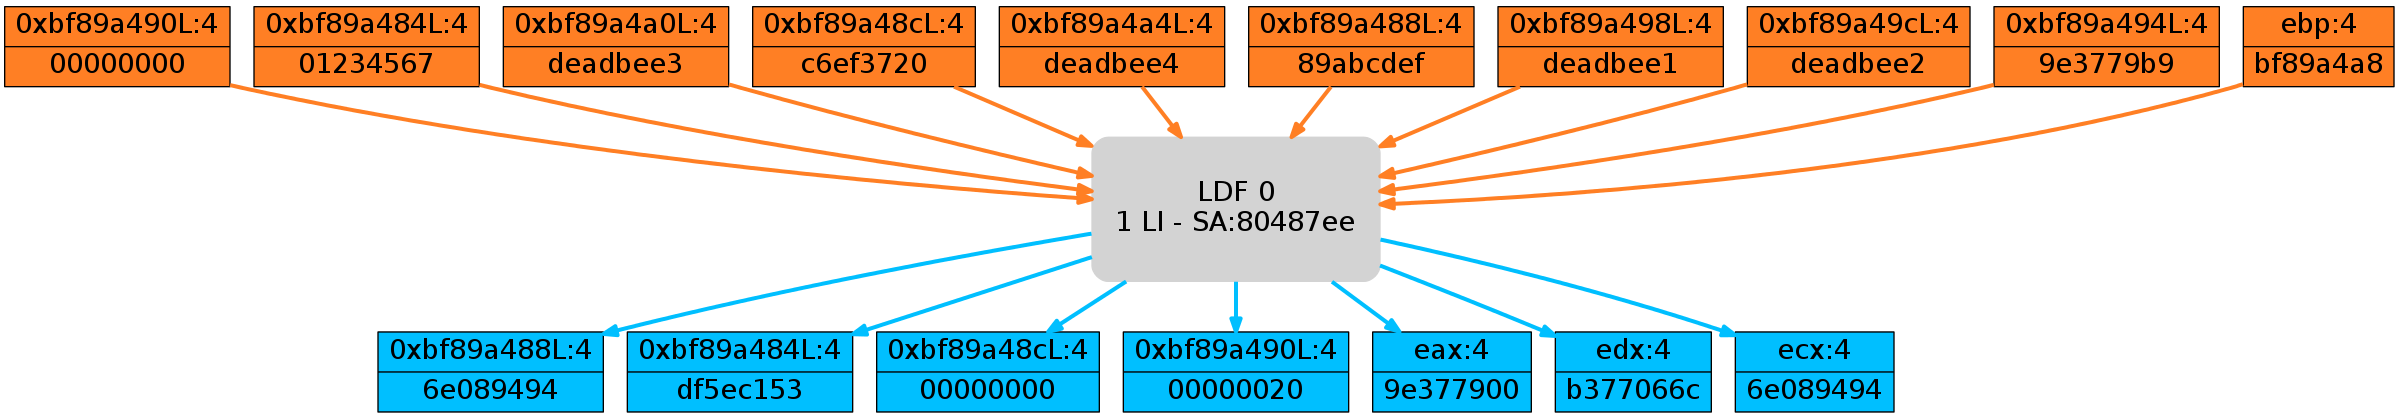 0xbf89a490L:4
00000000
0xbf89a484L:4
01234567
0xbf89a4a0L:4
deadbee3
0xbf89a48cL:4
c6ef3720
0xbf89a4a4L:4
deadbee4
0xbf89a488L:4
89abcdef
0xbf89a498L:4
deadbee1
0xbf89a49cL:4
deadbee2
0xbf89a494L:4
9e3779b9
ebp:4
bf89a4a8
LDF 0
1 LI - SA:80487ee
0xbf89a488L:4
6e089494
0xbf89a484L:4
df5ec153
0xbf89a48cL:4
00000000
0xbf89a490L:4
00000020
eax:4
9e377900
edx:4
b377066c
ecx:4
6e089494